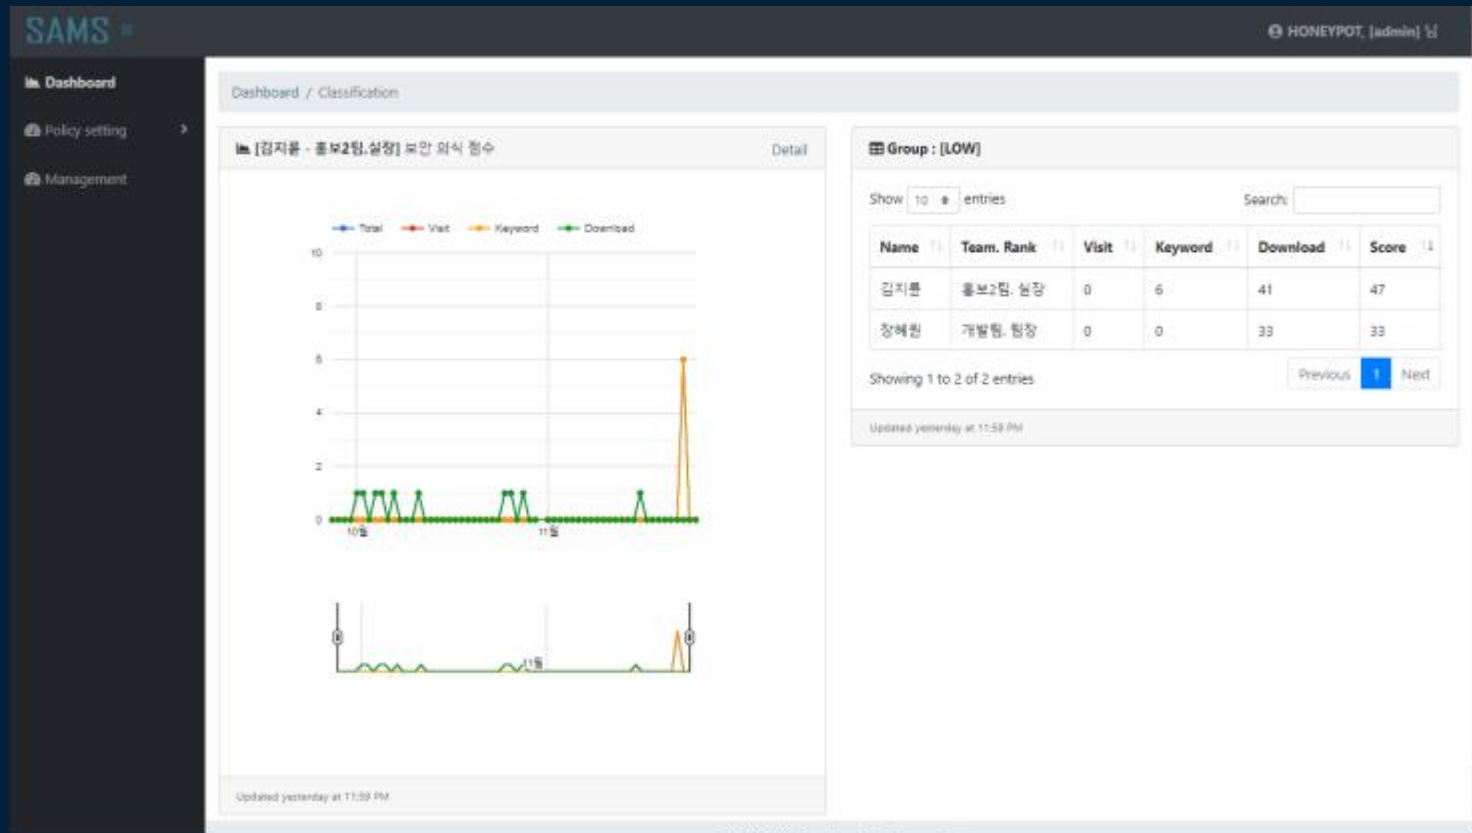 SAMS
HONEYPOT, [admin] 님
Dashboard
Policy setting
Management
Dashboard / Classification
[김지윤 - 홍보2팀.실장] 보안 의식 점수 Detail
Total Visit Keyword Download
10
8
6
4
2
0
10월 11월
11월
Updated yesterday at 11:59 PM
Group : [LOW]
Show 10 entries Search:
Name Team. Rank Visit Keyword Download Score
김지윤 홍보2팀. 실장 0 6 41 47
장혜원 개발팀. 팀장 0 0 33 33
Showing 1 to 2 of 2 entries Previous 1 Next
Updated yesterday at 11:59 PM